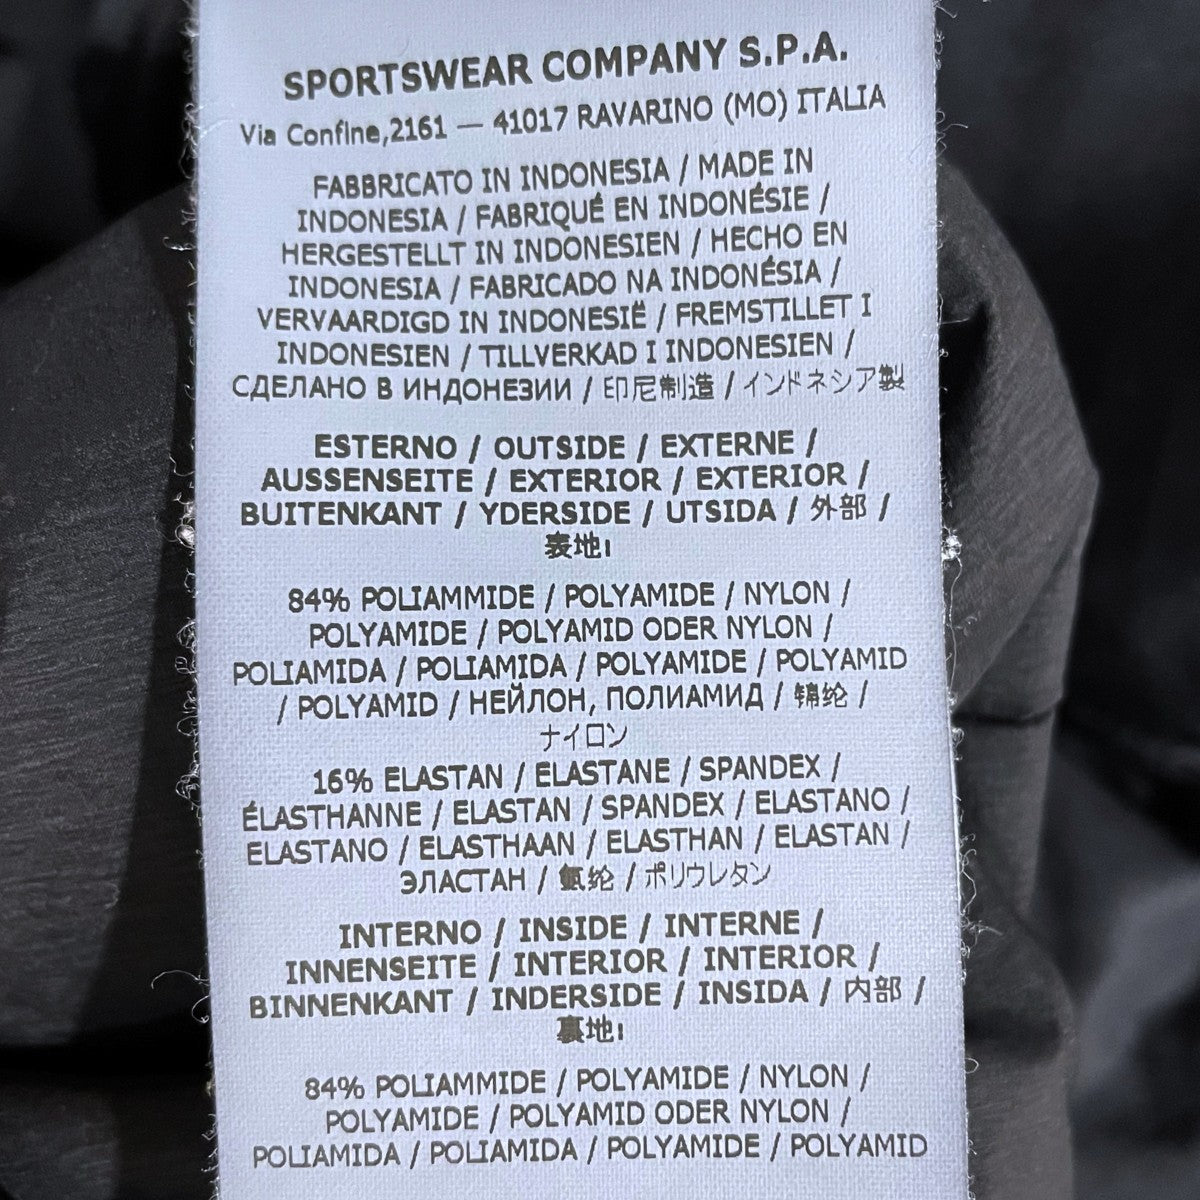 SPORTSWEAR COMPANY S.P.A.
Via Confine,2161 — 41017 RAVARINO (MO) ITALIA
FABBRICATO IN INDONESIA / MADE IN
INDONESIA / FABRIQUÉ EN INDONÉSIE /
HERGESTELLT IN INDONESIEN / HECHO EN
INDONESIA / FABRICADO NA INDONÉSIA /
VERVAARDIGD IN INDONESIË / FREMSTILLET I
INDONESIEN / TILLVERKAD I INDONESIEN /
СДЕЛАНО В ИНДОНЕЗИИ / 印尼制造 / インドネシア製
ESTERNO / OUTSIDE / EXTERNE /
AUSSENSEITE / EXTERIOR / EXTERIOR /
BUITENKANT / YDERSIDE / UTSIDA / 外部 /
表地:
84% POLIAMMIDE / POLYAMIDE / NYLON /
POLYAMIDE / POLYAMID ODER NYLON /
POLIAMIDA / POLIAMIDA / POLYAMIDE / POLYAMID
/ POLYAMID / НЕЙЛОН, ПОЛИАМИД / 锦纶 /
ナイロン
16% ELASTAN / ELASTANE / SPANDEX /
ÉLASTHANNE / ELASTAN / SPANDEX / ELASTANO /
ELASTANO / ELASTHAAN / ELASTHAN / ELASTAN /
ЭЛАСТАН / 氨纶 / ポリウレタン
INTERNO / INSIDE / INTERNE /
INNENSEITE / INTERIOR / INTERIOR /
BINNENKANT / INDERSIDE / INSIDA / 内部 /
裏地:
84% POLIAMMIDE / POLYAMIDE / NYLON /
POLYAMIDE / POLYAMID ODER NYLON /
POLIAMIDA / POLIAMIDA / POLYAMIDE / POLYAMID